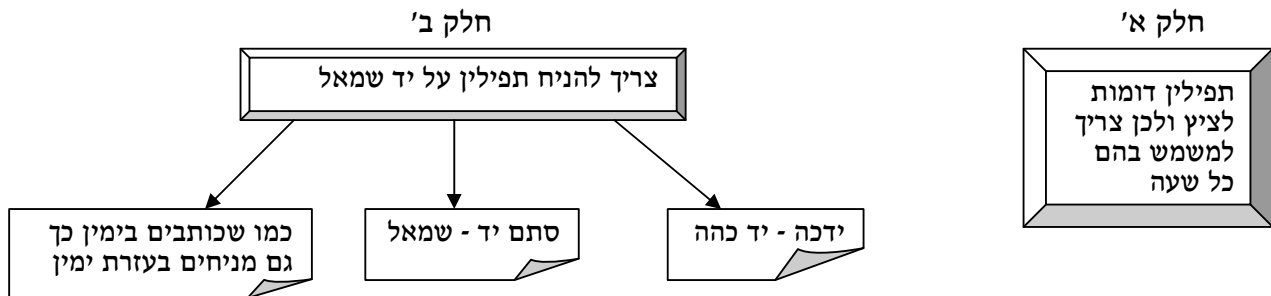 חלק א'
תפילין דומות
לציץ ולכן צריך
למשמש בהם
כל שעה
חלק ב'
צריך להניח תפילין על יד שמאל
ידכה - יד כהה
סתם יד - שמאל
כמו שכותבים בימין כך
גם מניחים בעזרת ימין